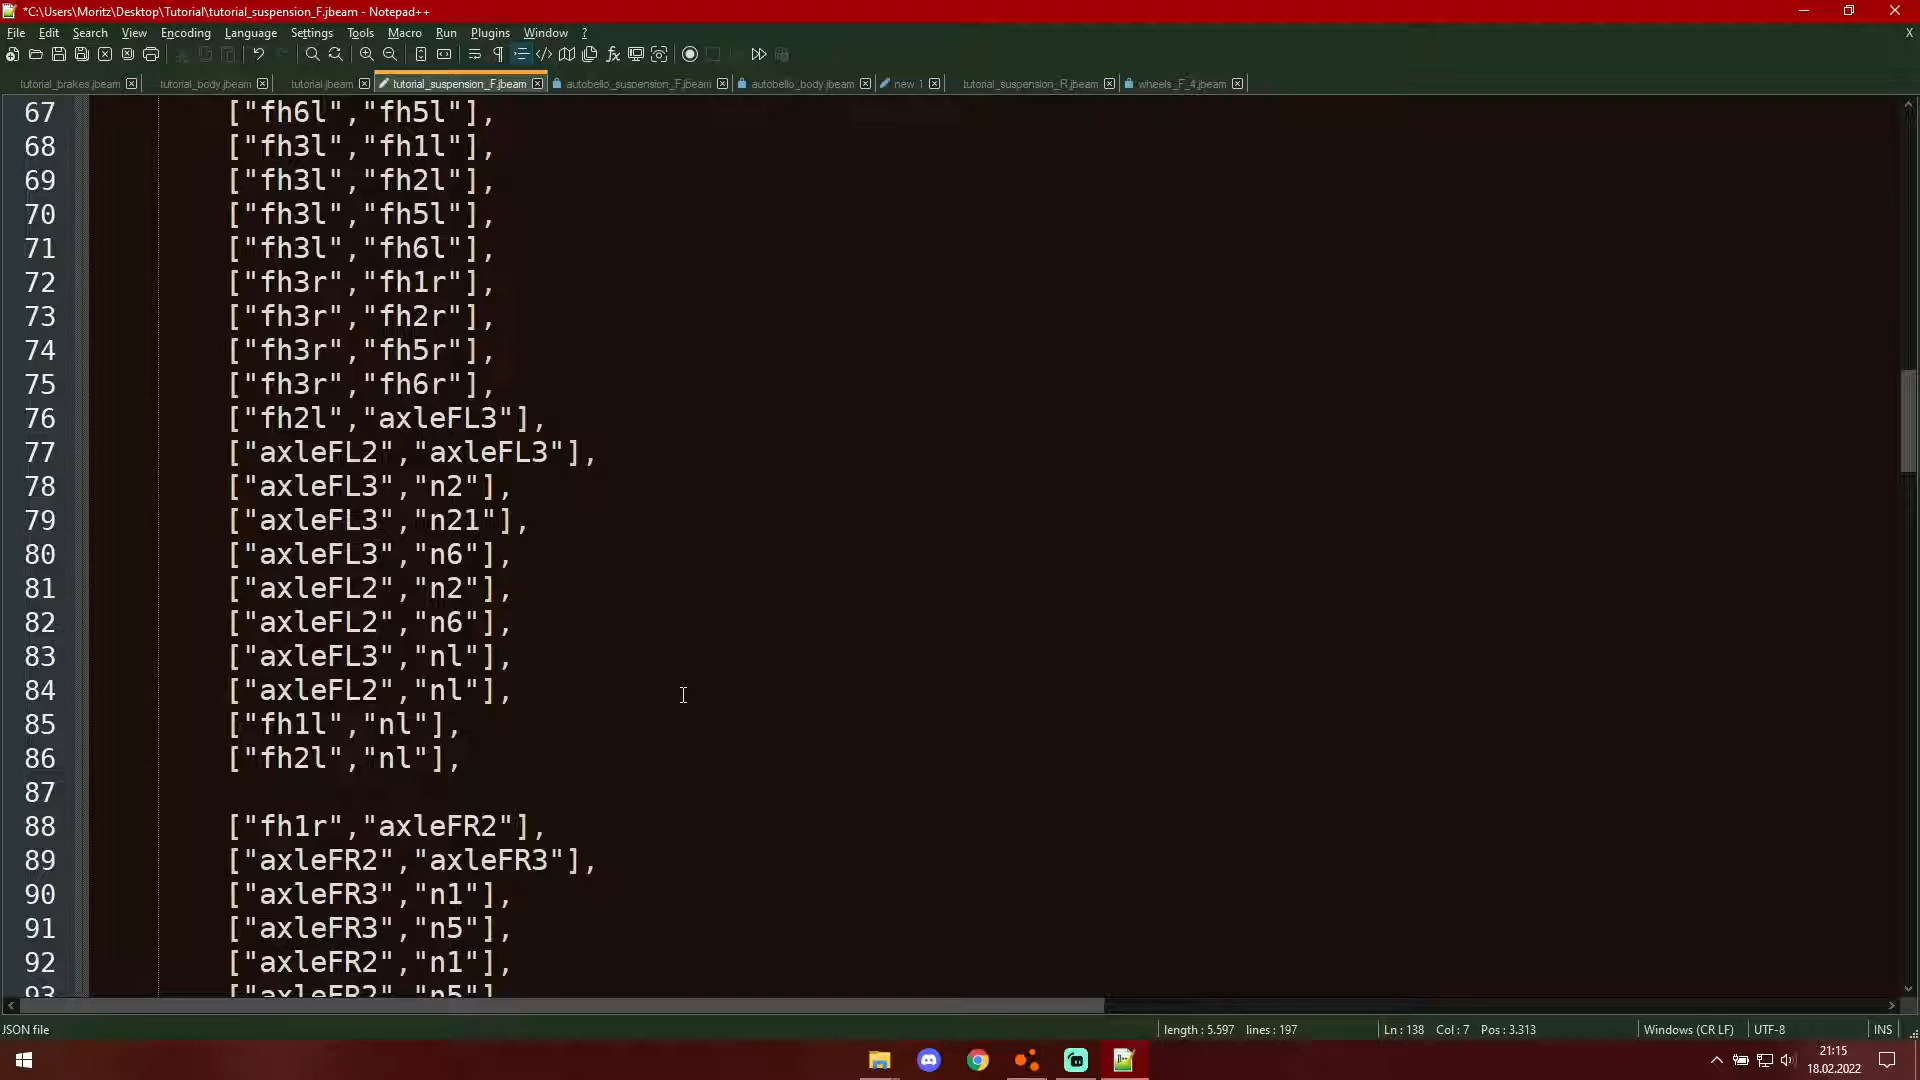 *C:\Users\Moritz\Desktop\Tutorial\tutorial_suspension_F.jbeam - Notepad++
File Edit Search View Encoding Language Settings Tools Macro Run Plugins Window ? X
tutorial_brakes.jbeam tutorial_body.jbeam tutorial.jbeam tutorial_suspension_F.jbeam autobello_suspension_F.jbeam autobello_body.jbeam new 1 tutorial_suspension_R.jbeam wheels_F_4.jbeam
67 ["fh6l","fh5l"],
68 ["fh3l","fh1l"],
69 ["fh3l","fh2l"],
70 ["fh3l","fh5l"],
71 ["fh3l","fh6l"],
72 ["fh3r","fh1r"],
73 ["fh3r","fh2r"],
74 ["fh3r","fh5r"],
75 ["fh3r","fh6r"],
76 ["fh2l","axleFL3"],
77 ["axleFL2","axleFL3"],
78 ["axleFL3","n2"],
79 ["axleFL3","n21"],
80 ["axleFL3","n6"],
81 ["axleFL2","n2"],
82 ["axleFL2","n6"],
83 ["axleFL3","nl"],
84 ["axleFL2","nl"],
85 ["fh1l","nl"],
86 ["fh2l","nl"],
87
88 ["fh1r","axleFR2"],
89 ["axleFR2","axleFR3"],
90 ["axleFR3","n1"],
91 ["axleFR3","n5"],
92 ["axleFR2","n1"],
93 ["axleFR2","n5"]
JSON file length : 5.597 lines : 197 Ln : 138 Col : 7 Pos : 3.313 Windows (CR LF) UTF-8 INS
21:15
18.02.2022